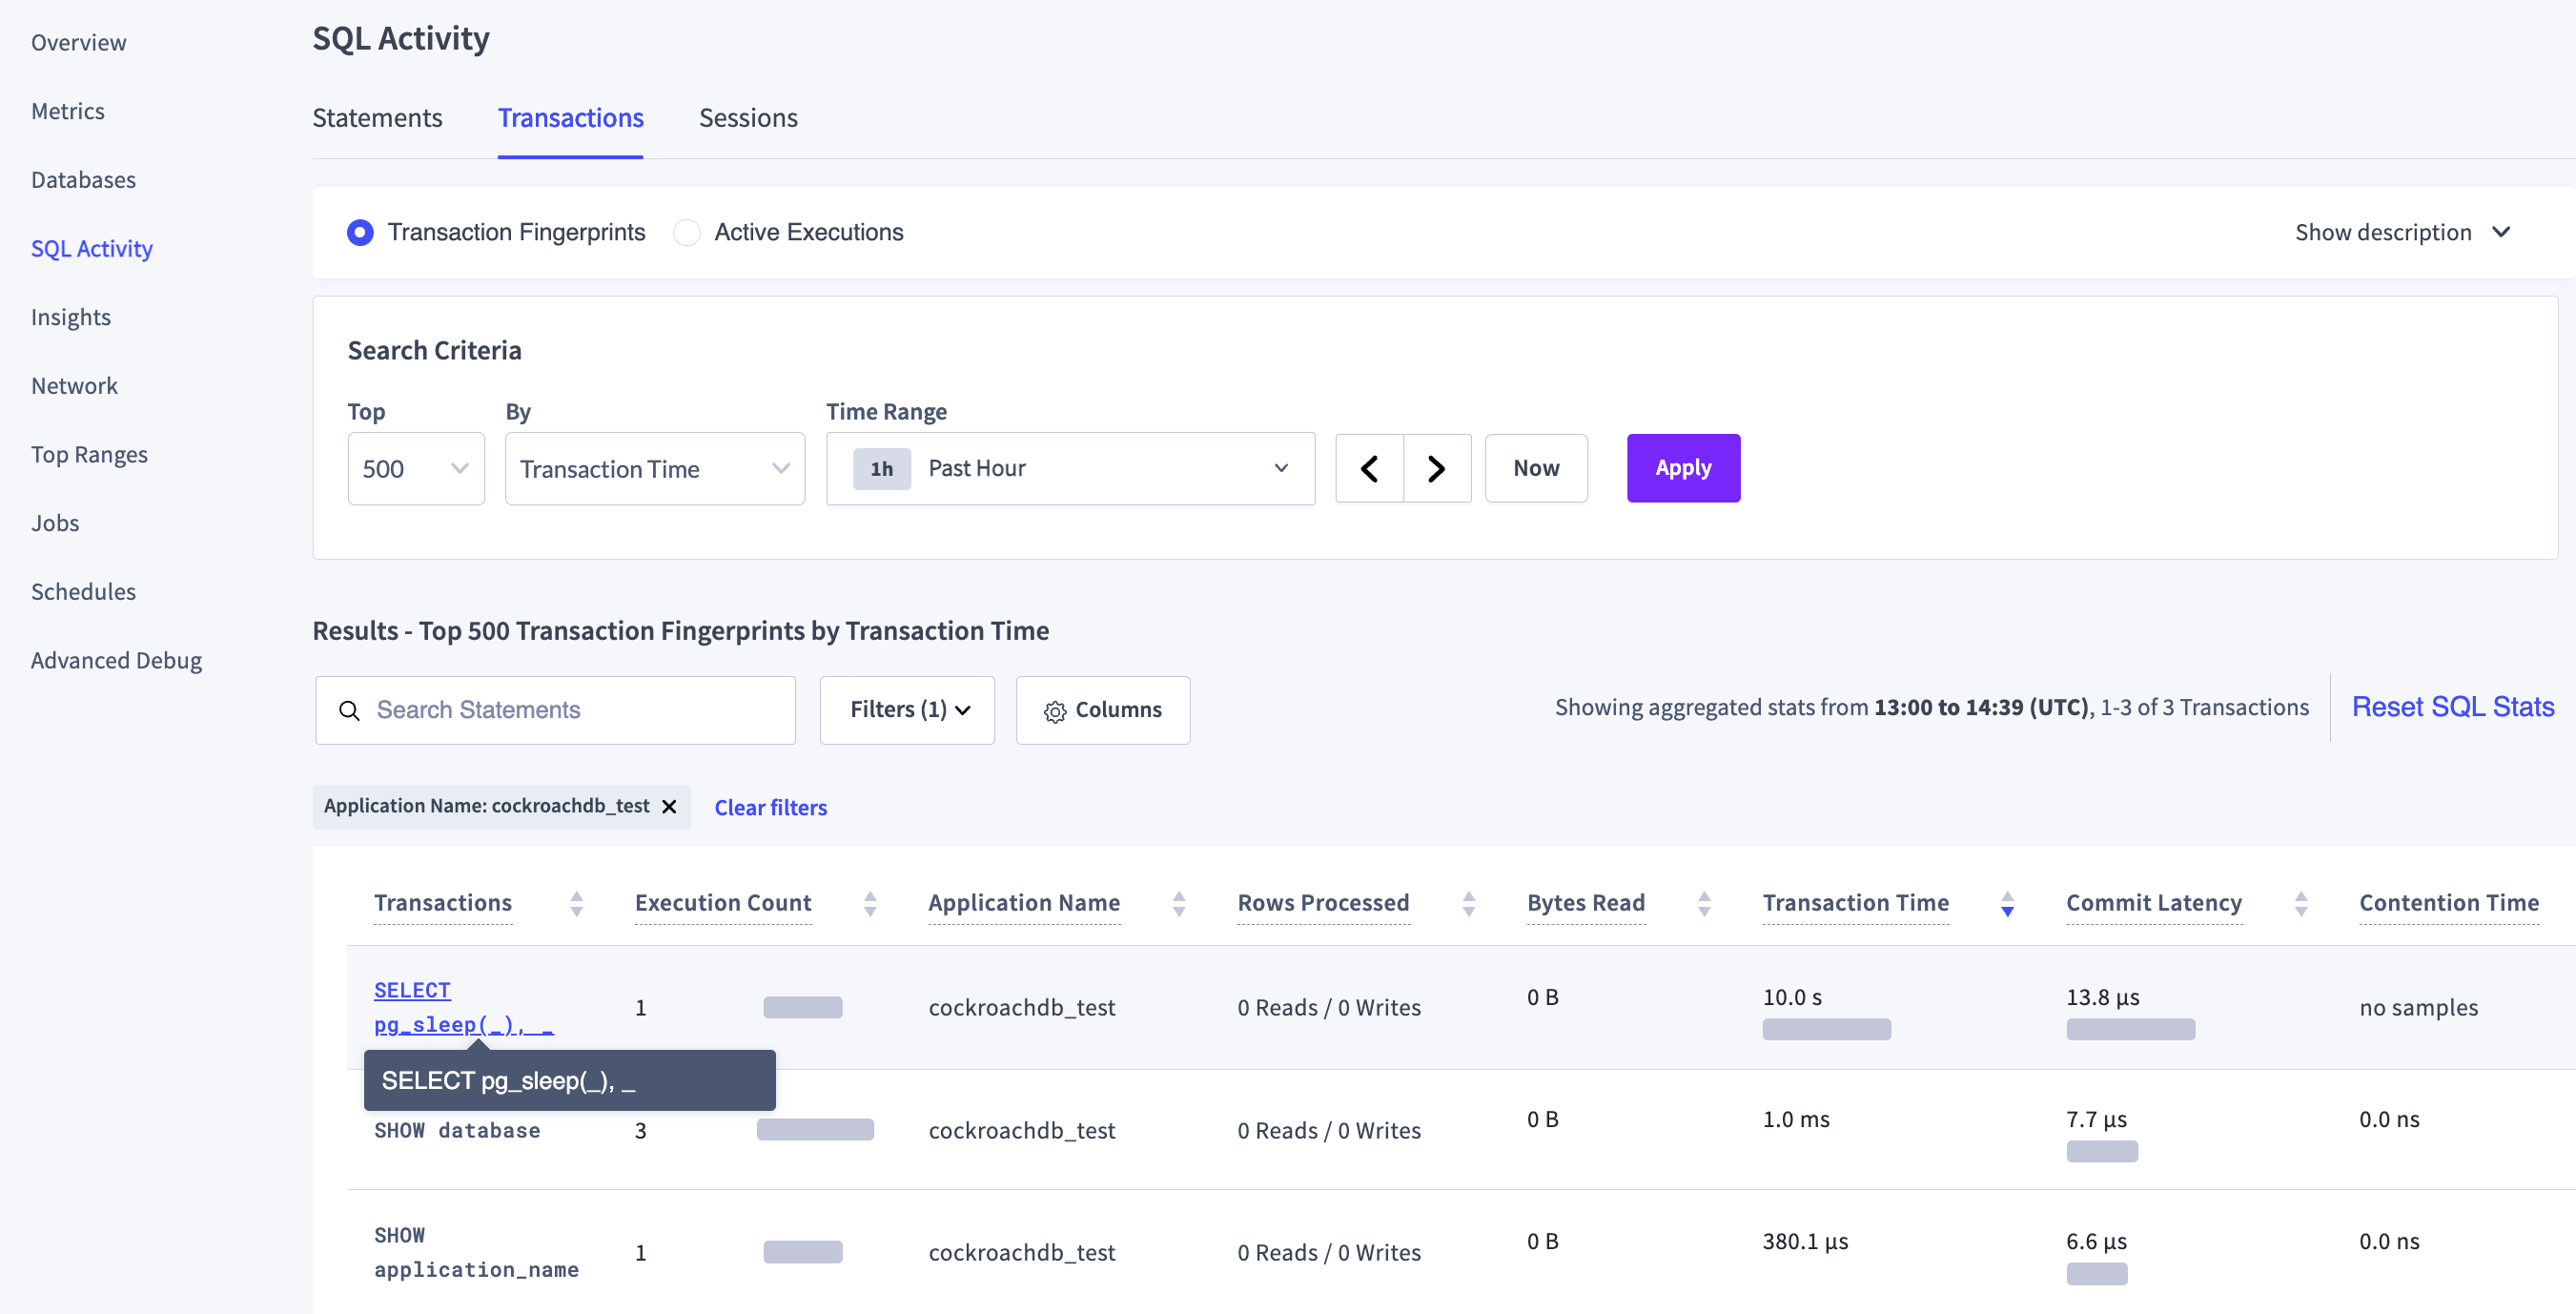 Overview
Metrics
Databases
SQL Activity
Insights
Network
Top Ranges
Jobs
Schedules
Advanced Debug
SQL Activity
Statements Transactions Sessions
Transaction Fingerprints Active Executions Show description
Search Criteria
Top By Time Range
500 Transaction Time 1h Past Hour Now Apply
Results - Top 500 Transaction Fingerprints by Transaction Time
Search Statements Filters (1) Columns Showing aggregated stats from 13:00 to 14:39 (UTC), 1-3 of 3 Transactions Reset SQL Stats
Application Name: cockroachdb_test Clear filters
Transactions Execution Count Application Name Rows Processed Bytes Read Transaction Time Commit Latency Contention Time
SELECT
pg_sleep(_), _
1 cockroachdb_test 0 Reads / 0 Writes 0 B 10.0 s 13.8 µs no samples
SELECT pg_sleep(_), _
SHOW database 3 cockroachdb_test 0 Reads / 0 Writes 0 B 1.0 ms 7.7 µs 0.0 ns
SHOW
application_name
1 cockroachdb_test 0 Reads / 0 Writes 0 B 380.1 µs 6.6 µs 0.0 ns